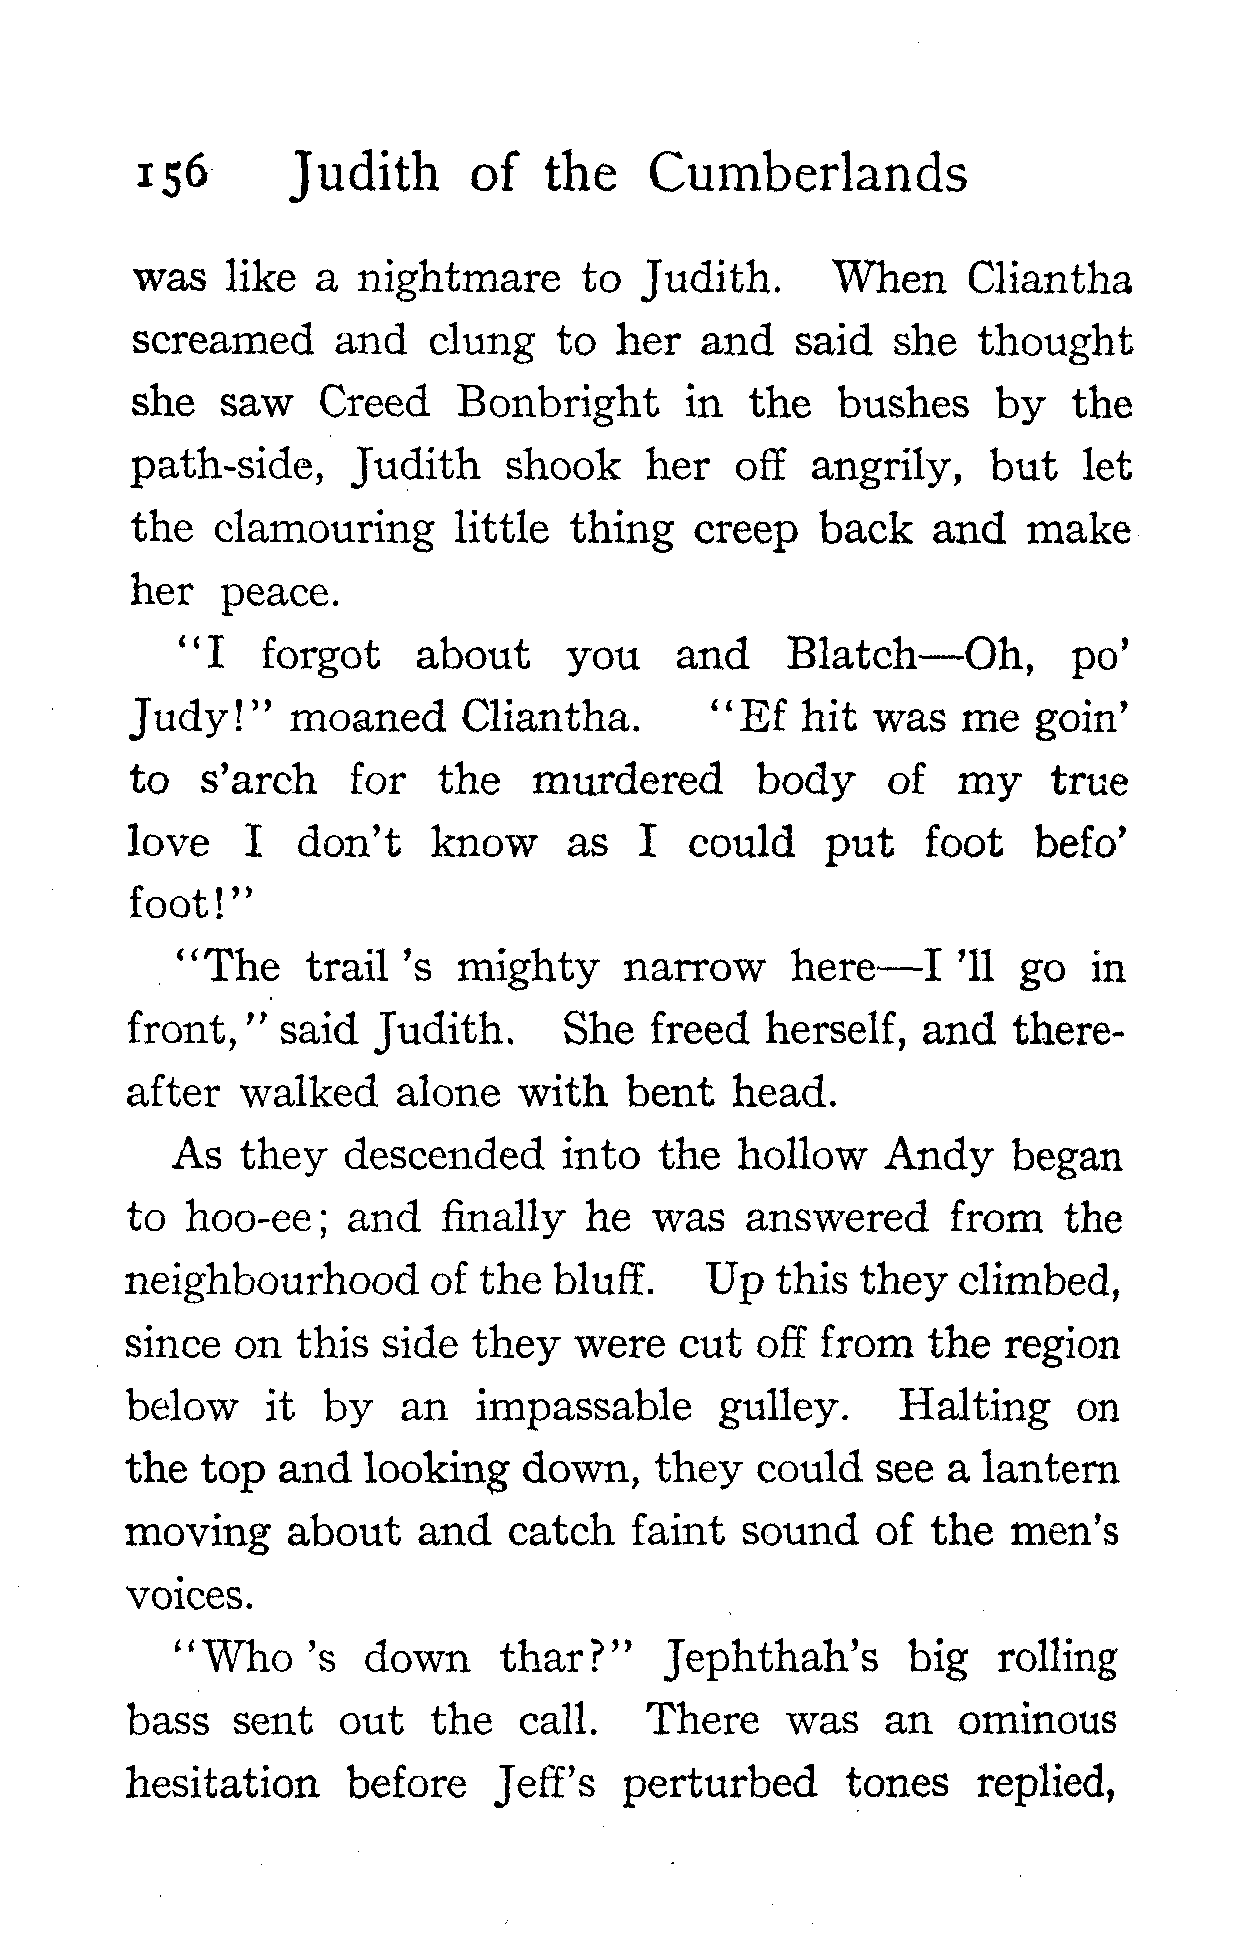 156 Judith of the Cumberlands
was like a nightmare to Judith. When Cliantha
screamed and clung to her and said she thought
she saw Creed Bonbright in the bushes by the
path-side, Judith shook her off angrily, but let
the clamouring little thing creep back and make
her peace.
"I forgot about you and Blatch—Oh, po'
Judy!" moaned Cliantha. "Ef hit was me goin'
to s'arch for the murdered body of my true
love I don't know as I could put foot befo'
foot!"
"The trail 's mighty narrow here—I 'll go in
front," said Judith. She freed herself, and there-
after walked alone with bent head.
As they descended into the hollow Andy began
to hoo-ee; and finally he was answered from the
neighbourhood of the bluff. Up this they climbed,
since on this side they were cut off from the region
below it by an impassable gulley. Halting on
the top and looking down, they could see a lantern
moving about and catch faint sound of the men's
voices.
"Who 's down thar?" Jephthah's big rolling
bass sent out the call. There was an ominous
hesitation before Jeff's perturbed tones replied,